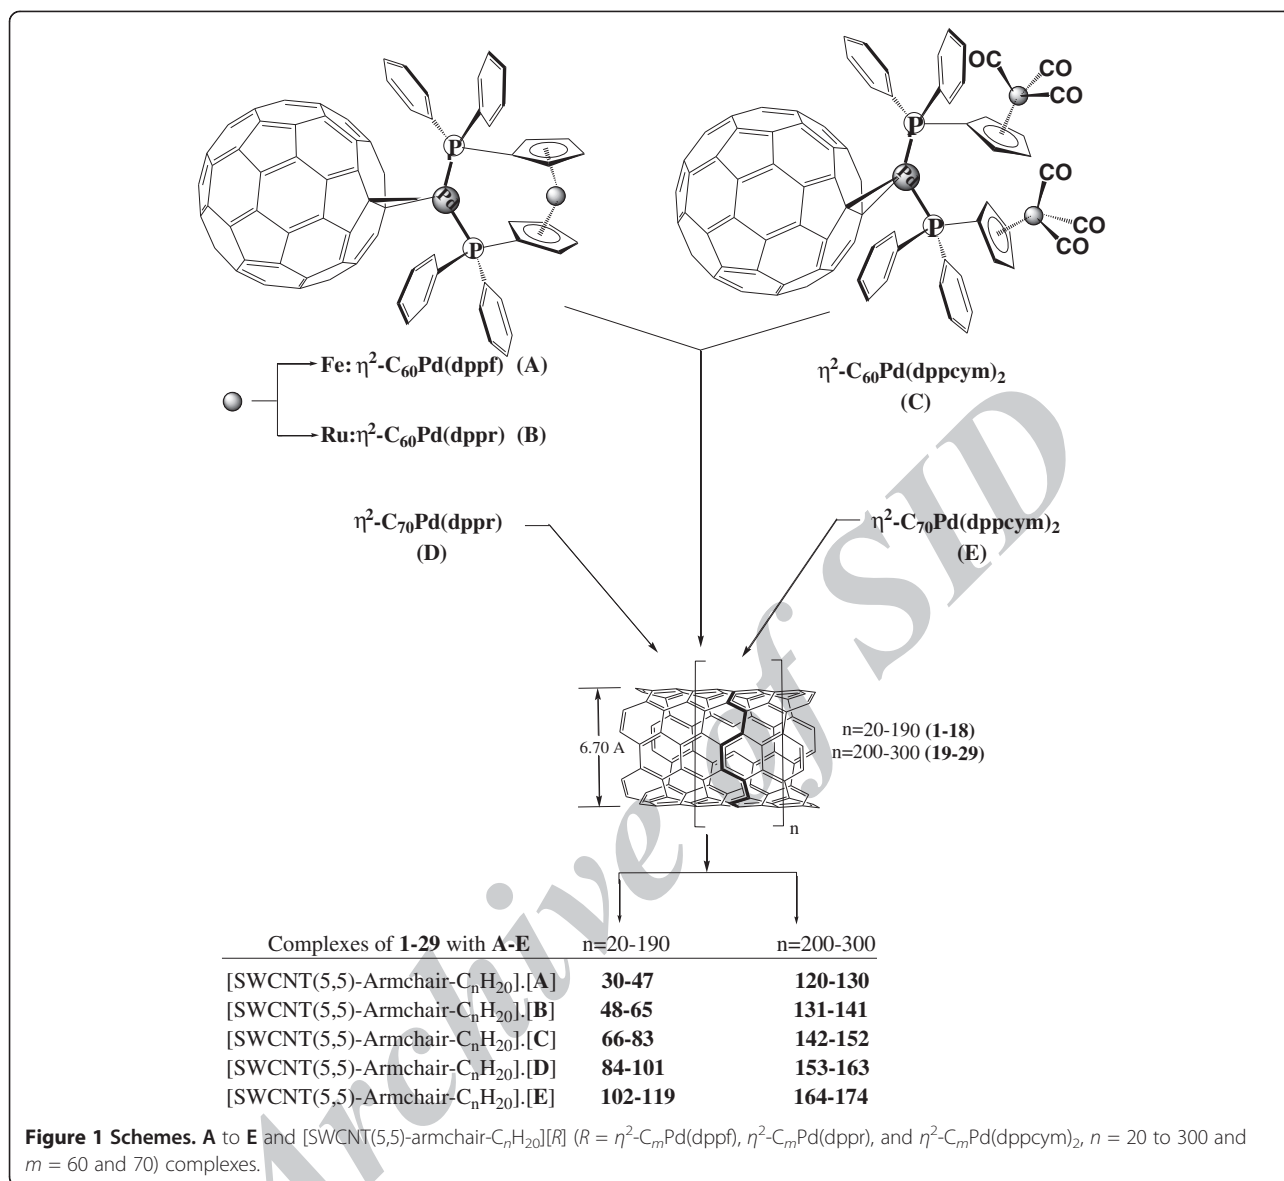 OC CO CO
P P
Pd Pd
CO
P P
CO CO
Fe: η²-C₆₀Pd(dppf) (A)
Ru:η²-C₆₀Pd(dppr) (B)
η²-C₆₀Pd(dppcym)₂
(C)
η²-C₇₀Pd(dppr)
(D)
η²-C₇₀Pd(dppcym)₂
(E)
6.70 A
n=20-190 (1-18)
n=200-300 (19-29)
n
Complexes of 1-29 with A-E n=20-190 n=200-300
[SWCNT(5,5)-Armchair-CₙH₂₀].[A] 30-47 120-130
[SWCNT(5,5)-Armchair-CₙH₂₀].[B] 48-65 131-141
[SWCNT(5,5)-Armchair-CₙH₂₀].[C] 66-83 142-152
[SWCNT(5,5)-Armchair-CₙH₂₀].[D] 84-101 153-163
[SWCNT(5,5)-Armchair-CₙH₂₀].[E] 102-119 164-174
Archive of SID
Figure 1 Schemes. A to E and [SWCNT(5,5)-armchair-CₙH₂₀][R] (R = η²-CₘPd(dppf), η²-CₘPd(dppr), and η²-CₘPd(dppcym)₂, n = 20 to 300 and
m = 60 and 70) complexes.